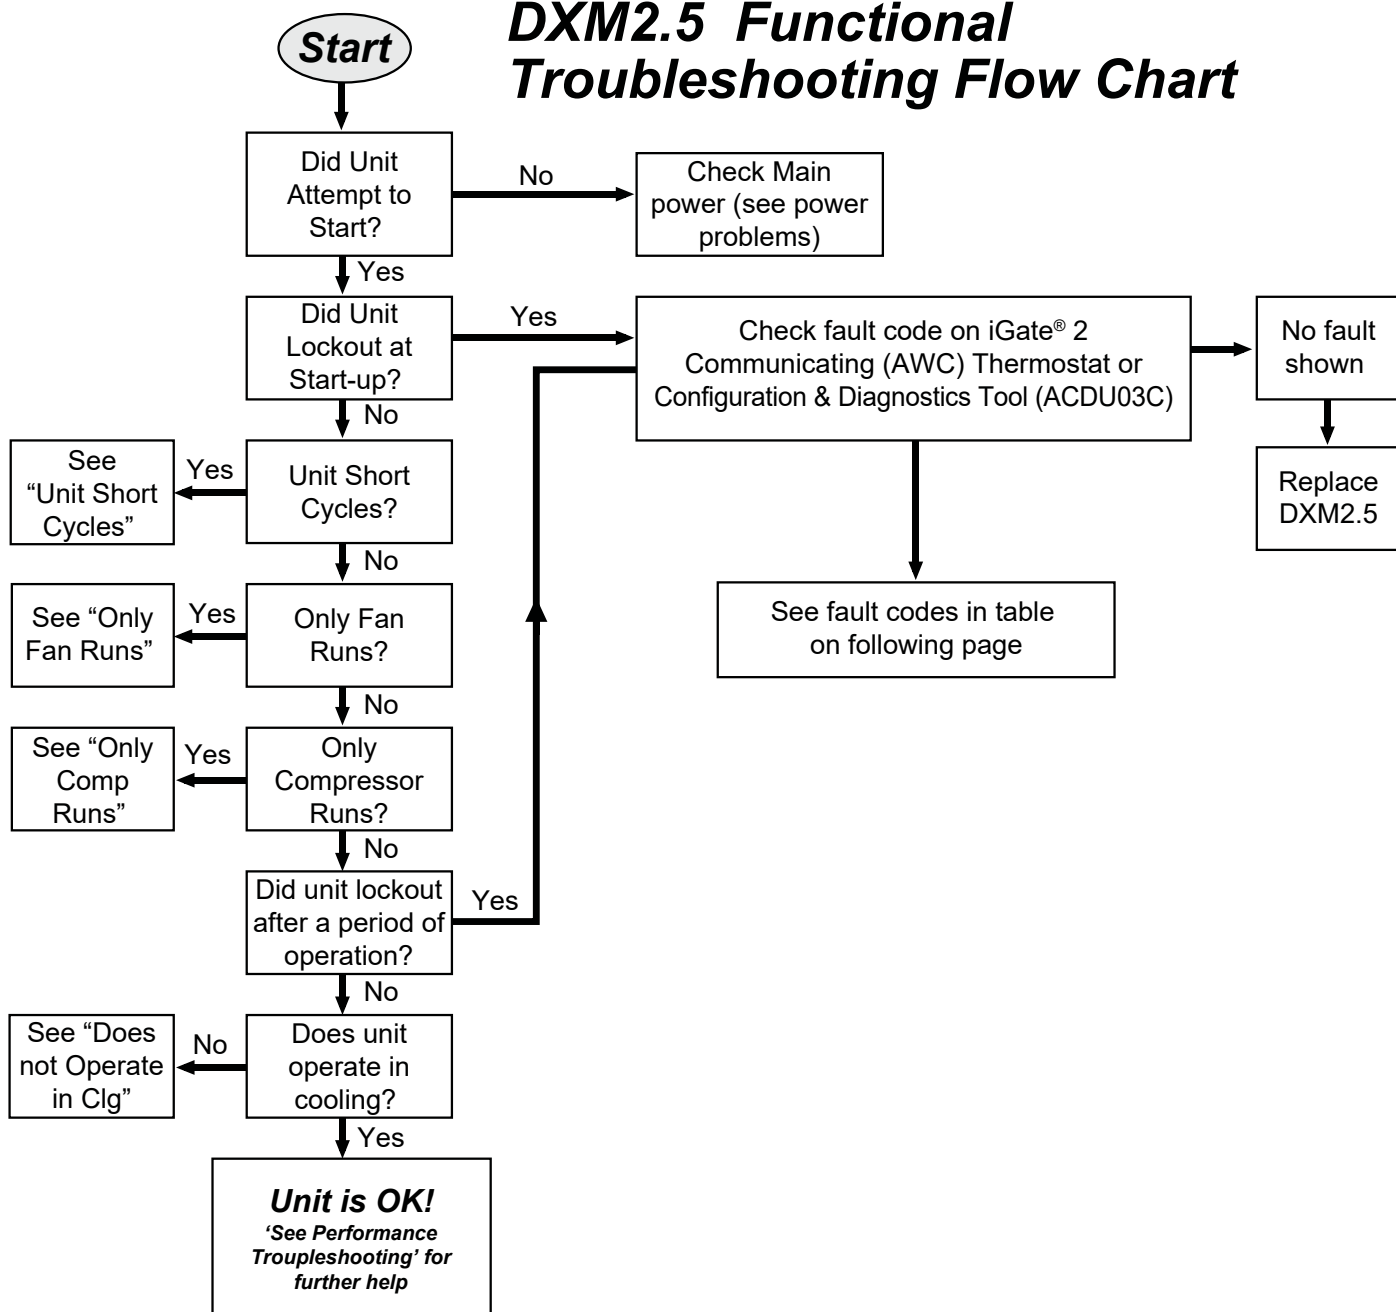 DXM2.5 Functional
Troubleshooting Flow Chart
Start
Did Unit
Attempt to
Start?
No
Check Main
power (see power
problems)
Yes
Did Unit
Lockout at
Start-up?
Yes
Check fault code on iGate® 2
Communicating (AWC) Thermostat or
Configuration & Diagnostics Tool (ACDU03C)
No fault
shown
Replace
DXM2.5
See fault codes in table
on following page
No
Unit Short
Cycles?
Yes
See
“Unit Short
Cycles”
No
Only Fan
Runs?
Yes
See “Only
Fan Runs”
No
Only
Compressor
Runs?
Yes
See “Only
Comp
Runs”
No
Did unit lockout
after a period of
operation?
Yes
No
Does unit
operate in
cooling?
No
See “Does
not Operate
in Clg”
Yes
Unit is OK!
‘See Performance
Troupleshooting’ for
further help